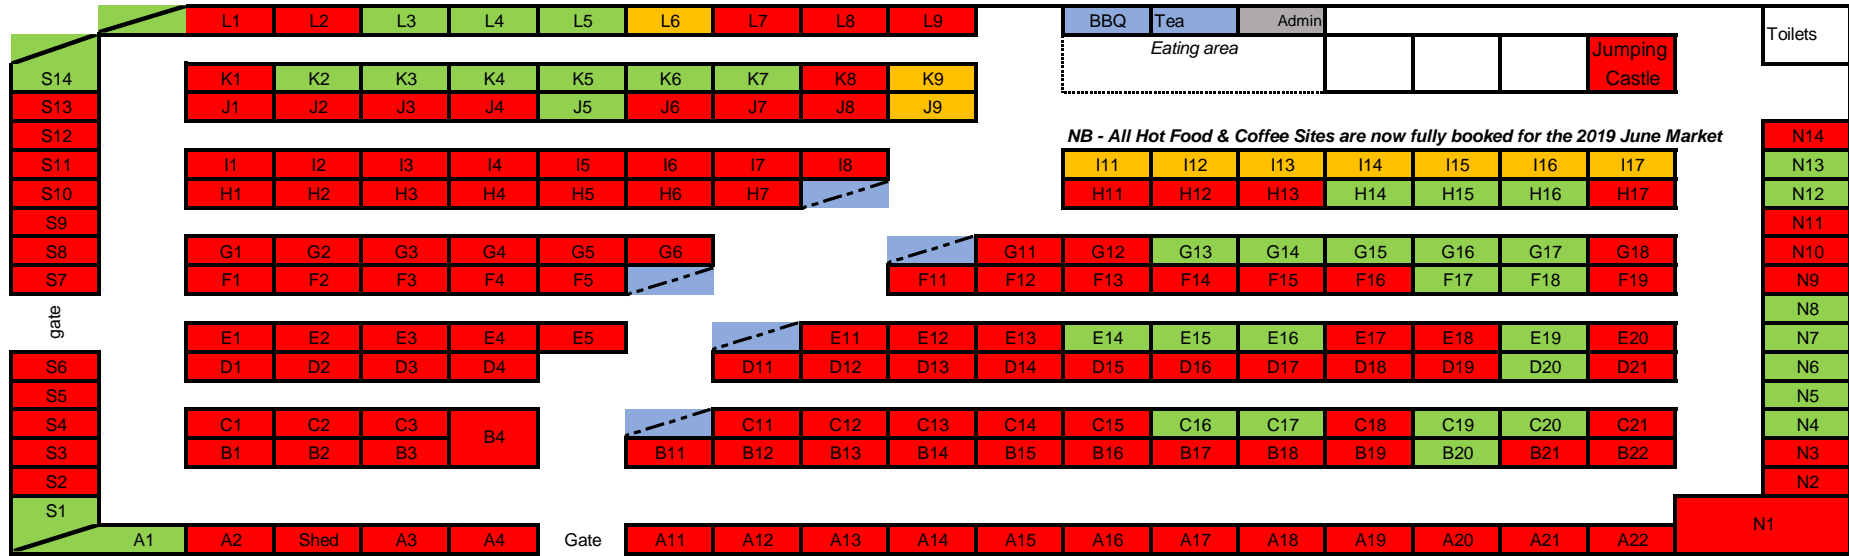 L1 L2 L3 L4 L5 L6 L7 L8 L9 BBQ Tea Admin
Toilets
Eating area
Jumping
Castle
S14 K1 K2 K3 K4 K5 K6 K7 K8 K9
S13 J1 J2 J3 J4 J5 J6 J7 J8 J9
S12 NB - All Hot Food & Coffee Sites are now fully booked for the 2019 June Market N14
S11 I1 I2 I3 I4 I5 I6 I7 I8 I11 I12 I13 I14 I15 I16 I17 N13
S10 H1 H2 H3 H4 H5 H6 H7 H11 H12 H13 H14 H15 H16 H17 N12
S9 N11
S8 G1 G2 G3 G4 G5 G6 G11 G12 G13 G14 G15 G16 G17 G18 N10
S7 F1 F2 F3 F4 F5 F11 F12 F13 F14 F15 F16 F17 F18 F19 N9
gate N8
E1 E2 E3 E4 E5 E11 E12 E13 E14 E15 E16 E17 E18 E19 E20 N7
S6 D1 D2 D3 D4 D11 D12 D13 D14 D15 D16 D17 D18 D19 D20 D21 N6
S5 N5
S4 C1 C2 C3 B4 C11 C12 C13 C14 C15 C16 C17 C18 C19 C20 C21 N4
S3 B1 B2 B3 B11 B12 B13 B14 B15 B16 B17 B18 B19 B20 B21 B22 N3
S2 N2
S1 N1
A1 A2 Shed A3 A4 Gate A11 A12 A13 A14 A15 A16 A17 A18 A19 A20 A21 A22